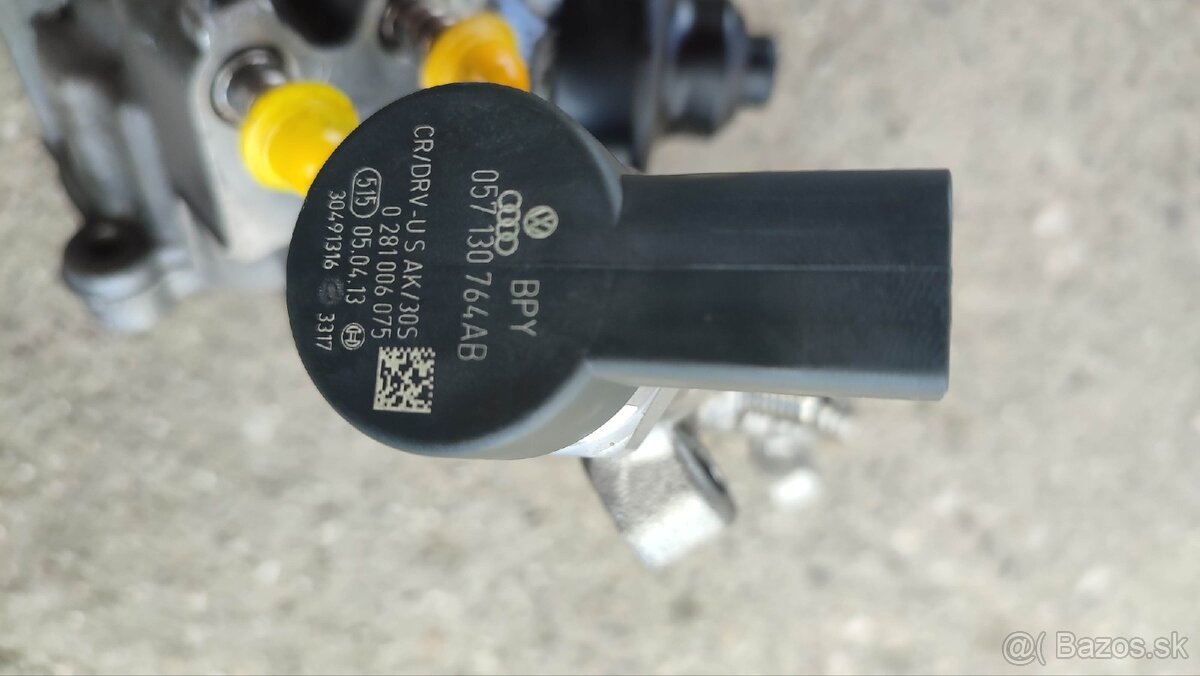 BPY
057 130 764AB
CR/DRV-U S AK/30S
0 281 006 075
515 05.04.13
30491316 3317
@( Bazos.sk